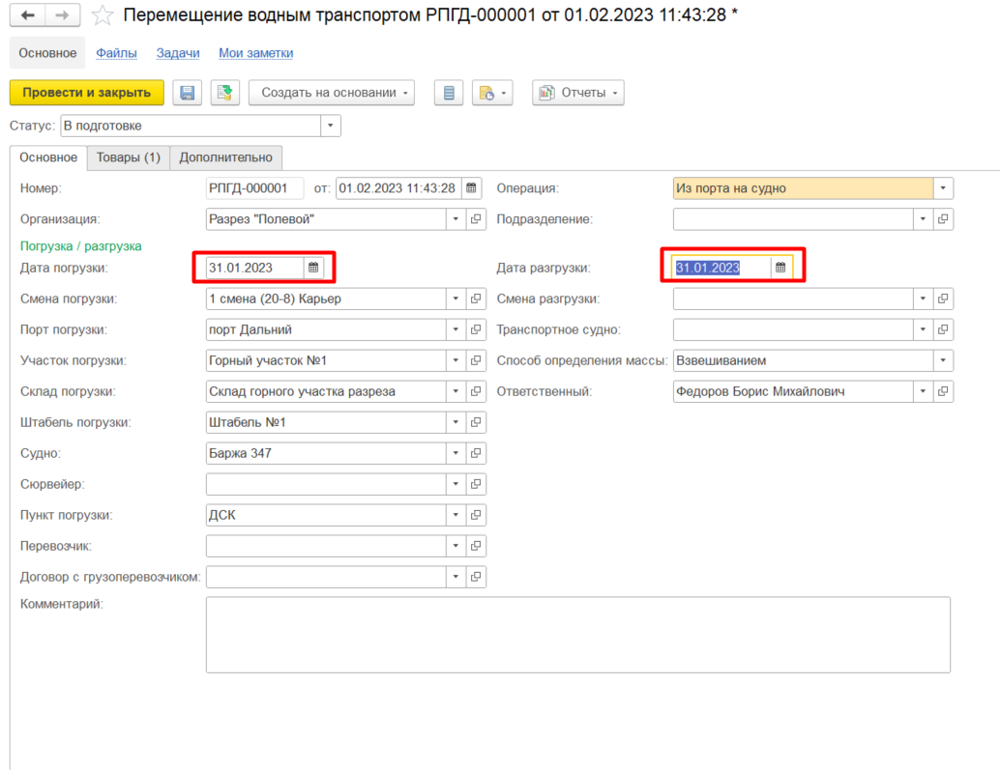 Перемещение водным транспортом РПГД-000001 от 01.02.2023 11:43:28 *
Основное Файлы Задачи Мои заметки
Провести и закрыть Создать на основании Отчеты
Статус: В подготовке
Основное Товары (1) Дополнительно
Номер: РПГД-000001 от: 01.02.2023 11:43:28 Операция: Из порта на судно
Организация: Разрез "Полевой" Подразделение:
Погрузка / разгрузка
Дата погрузки: 31.01.2023 Дата разгрузки: 31.01.2023
Смена погрузки: 1 смена (20-8) Карьер Смена разгрузки:
Порт погрузки: порт Дальний Транспортное судно:
Участок погрузки: Горный участок №1 Способ определения массы: Взвешиванием
Склад погрузки: Склад горного участка разреза Ответственный: Федоров Борис Михайлович
Штабель погрузки: Штабель №1
Судно: Баржа 347
Сюрвейер:
Пункт погрузки: ДСК
Перевозчик:
Договор с грузоперевозчиком:
Комментарий: